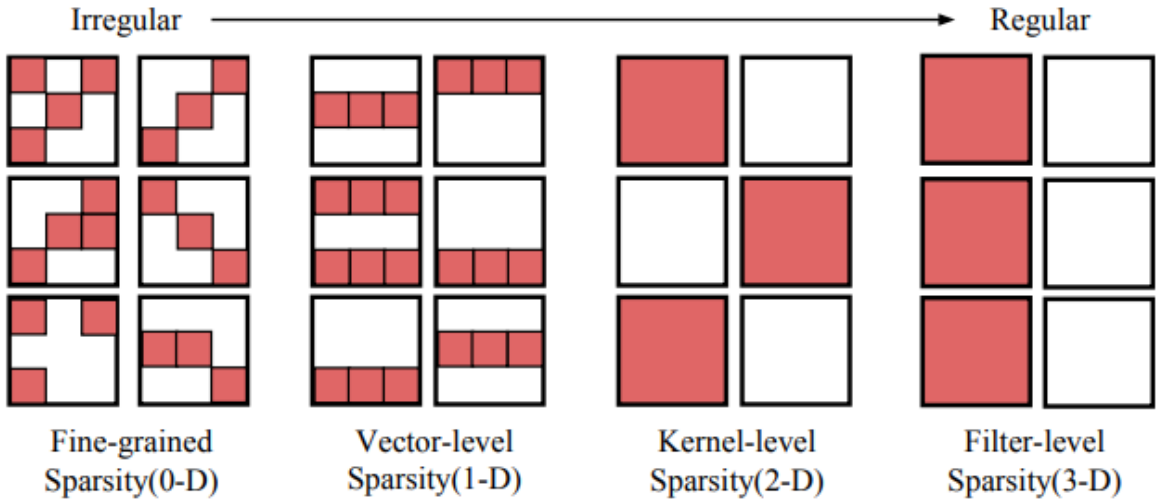 Irregular
Regular
Fine-grained
Sparsity(0-D)
Vector-level
Sparsity(1-D)
Kernel-level
Sparsity(2-D)
Filter-level
Sparsity(3-D)